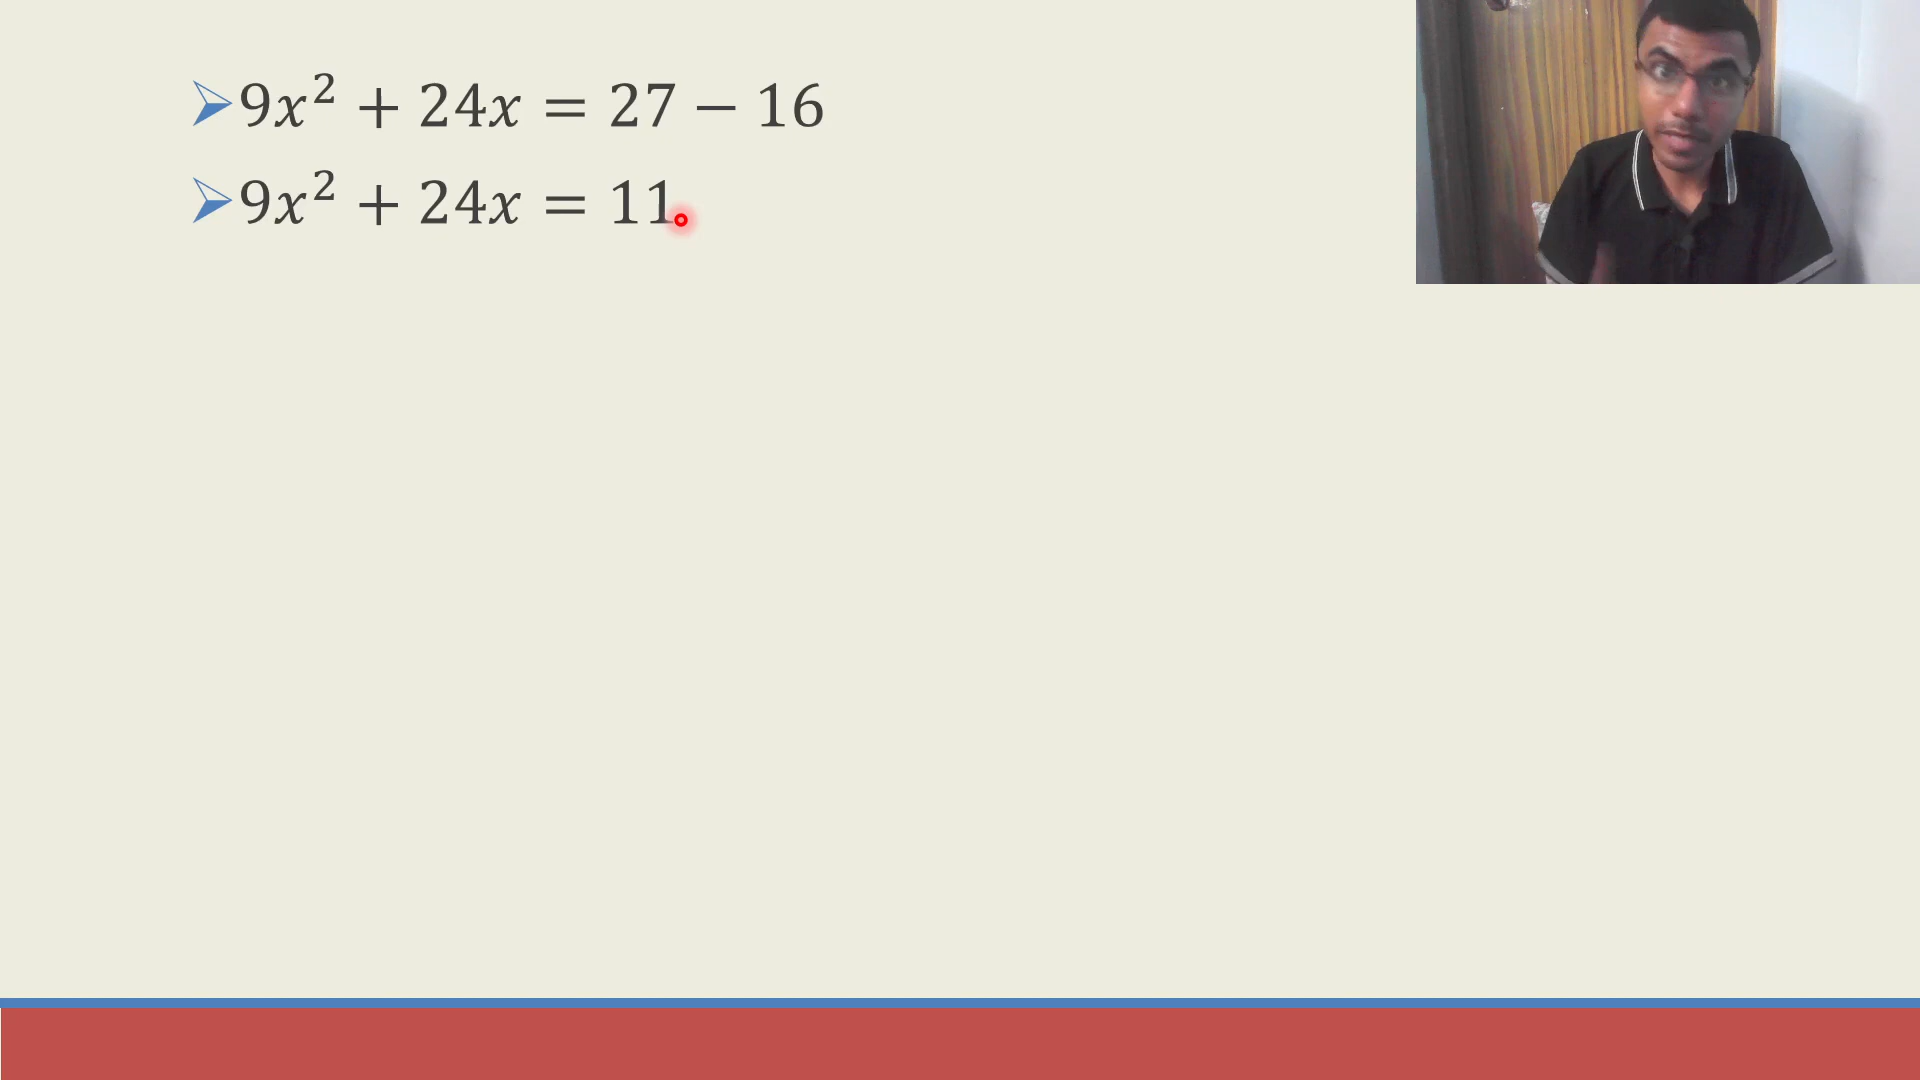 9x² + 24x = 27 − 16
9x² + 24x = 11